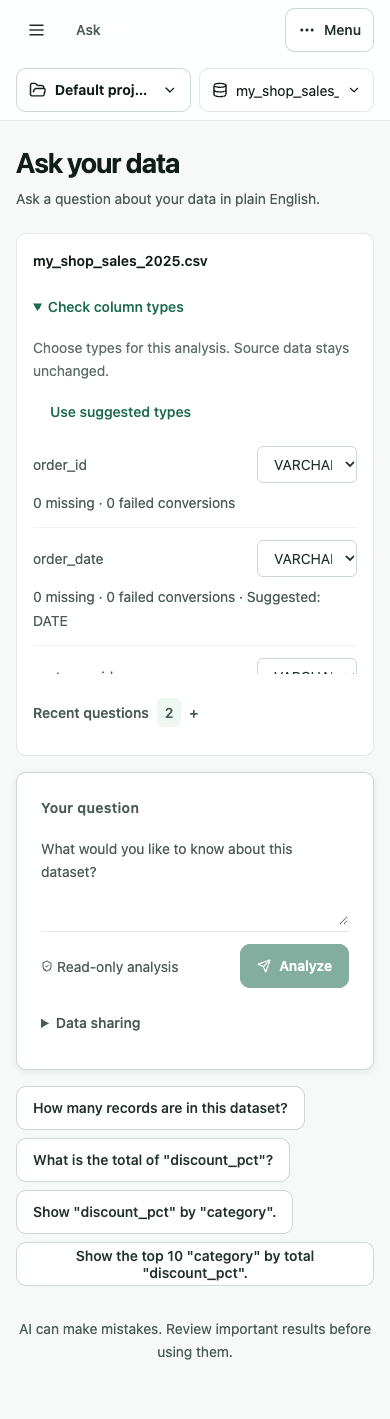 Ask
Menu
Default proj...
my_shop_sales_
Ask your data
Ask a question about your data in plain English.
my_shop_sales_2025.csv
Check column types
Choose types for this analysis. Source data stays
unchanged.
Use suggested types
order_id
VARCHA
0 missing · 0 failed conversions
order_date
VARCHA
0 missing · 0 failed conversions · Suggested:
DATE
Recent questions 2 +
Your question
What would you like to know about this
dataset?
Read-only analysis
Analyze
Data sharing
How many records are in this dataset?
What is the total of "discount_pct"?
Show "discount_pct" by "category".
Show the top 10 "category" by total
"discount_pct".
AI can make mistakes. Review important results before
using them.